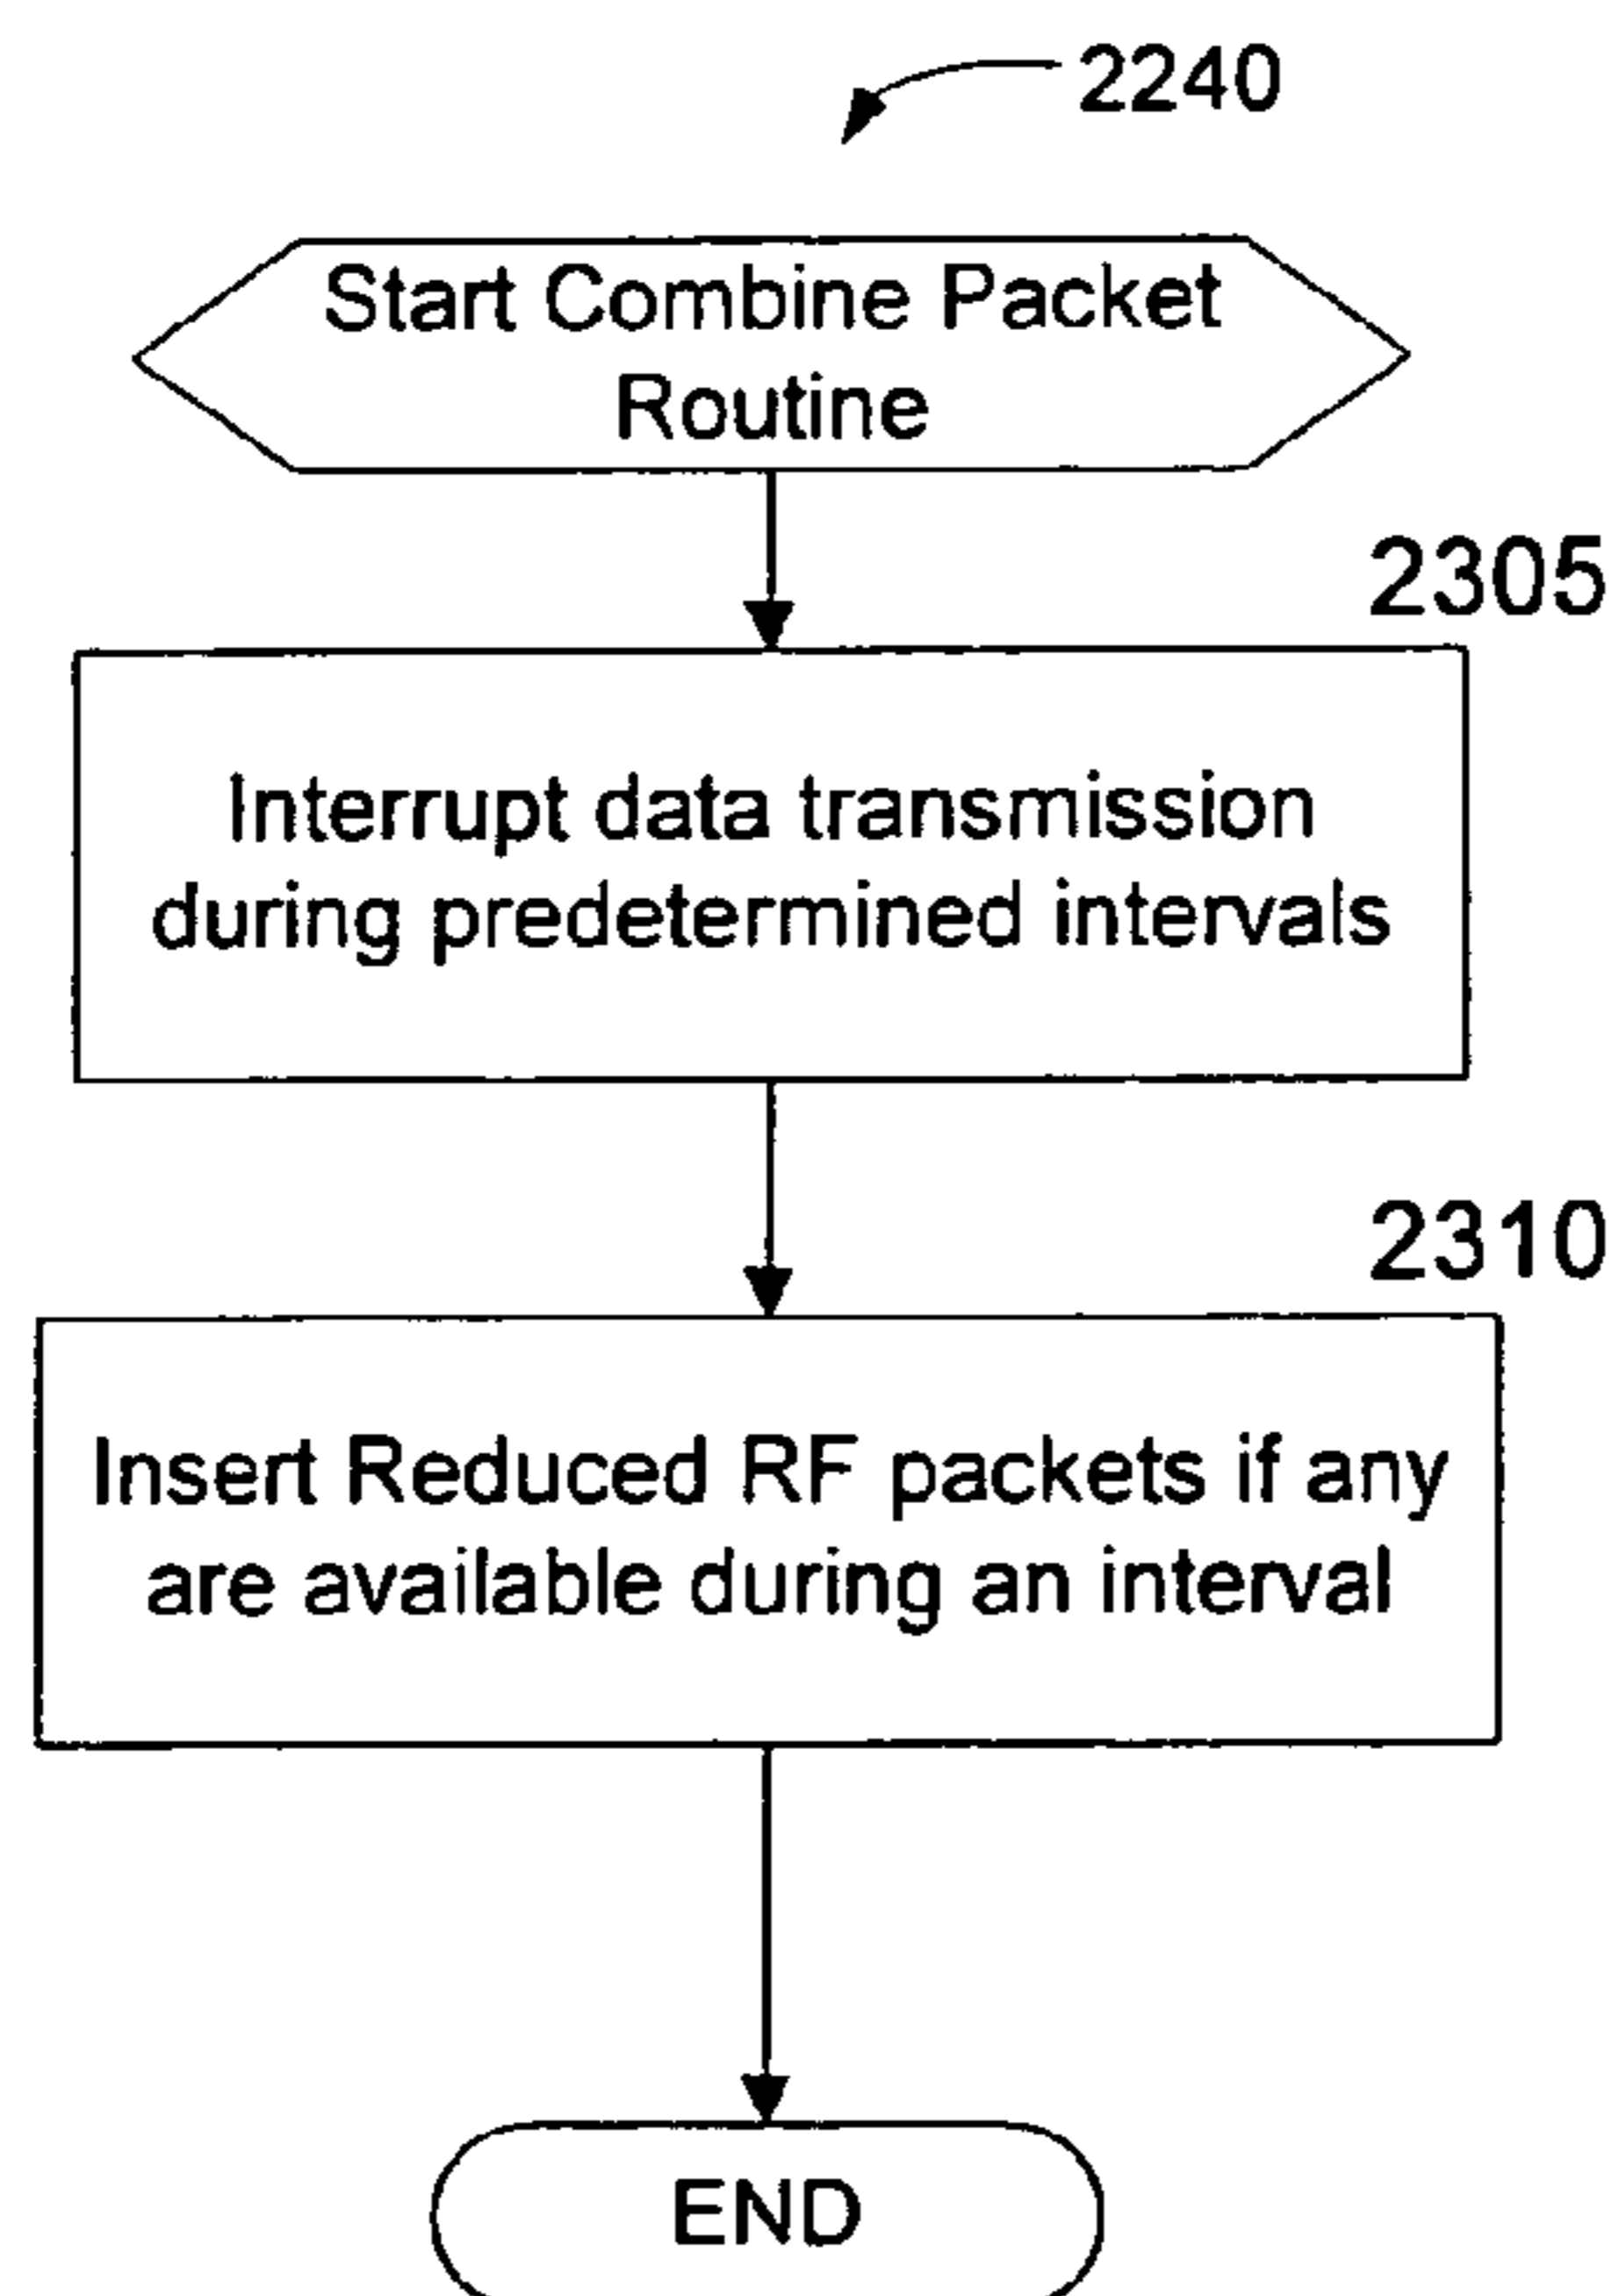 2240
Start Combine Packet
Routine
2305
Interrupt data transmission
during predetermined intervals
2310
Insert Reduced RF packets if any
are available during an interval
END